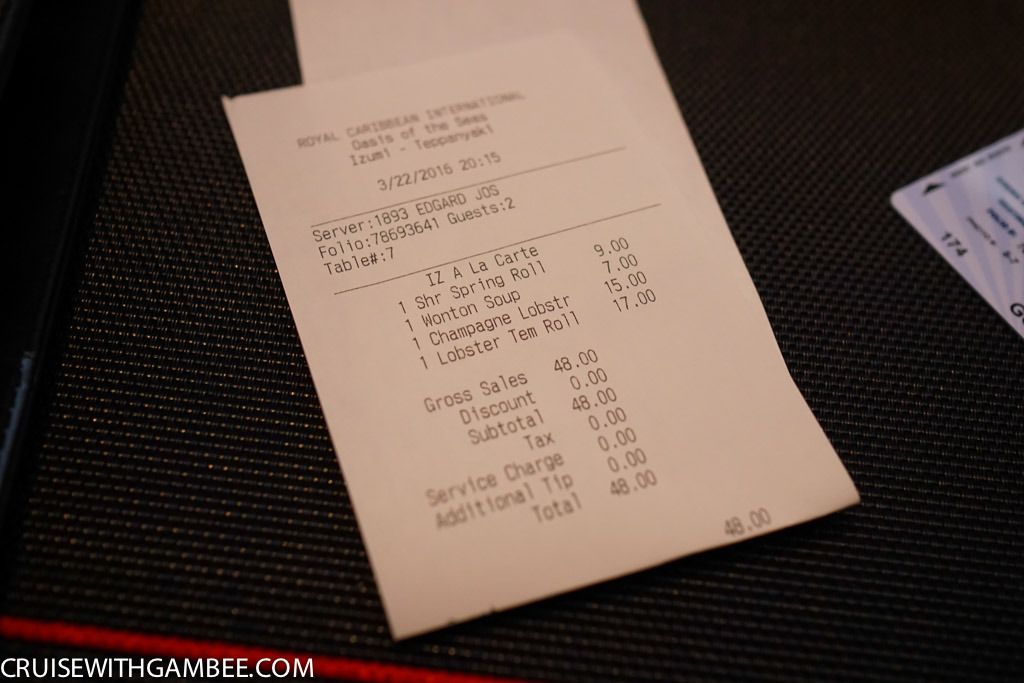 ROYAL CARIBBEAN INTERNATIONAL
Oasis of the Seas
Izumi - Teppanyaki
3/22/2016 20:15
Server:1893 EDGARD JOS
Folio:78693641 Guests:2
Table#:7
IZ A La Carte
1 Shr Spring Roll 9.00
1 Wonton Soup 7.00
1 Champagne Lobstr 15.00
1 Lobster Tem Roll 17.00
Gross Sales 48.00
Discount 0.00
Subtotal 48.00
Tax 0.00
Service Charge 0.00
Additional Tip 0.00
Total 48.00
48.00
174
CRUISEWITHGAMBEE.COM